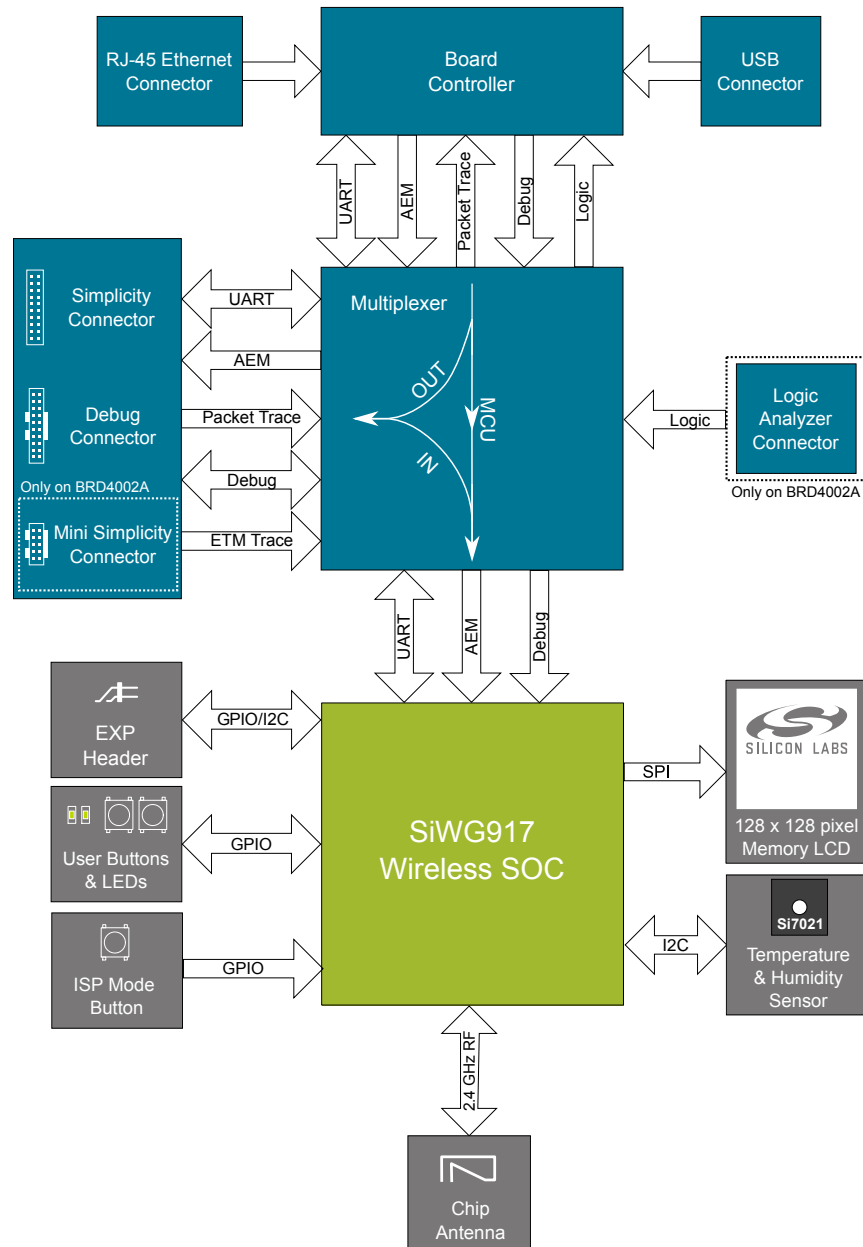 RJ-45 Ethernet
Connector
Board
Controller
USB
Connector
UART
AEM
Packet Trace
Debug
Logic
Simplicity
Connector
Debug
Connector
Only on BRD4002A
Mini Simplicity
Connector
UART
AEM
Packet Trace
Debug
ETM Trace
Multiplexer
OUT
MCU
IN
Logic
Logic
Analyzer
Connector
Only on BRD4002A
UART
AEM
Debug
EXP
Header
GPIO/I2C
User Buttons
& LEDs
GPIO
ISP Mode
Button
GPIO
SiWG917
Wireless SOC
SPI
SILICON LABS
128 x 128 pixel
Memory LCD
I2C
Si7021
Temperature
& Humidity
Sensor
2.4 GHz RF
Chip
Antenna